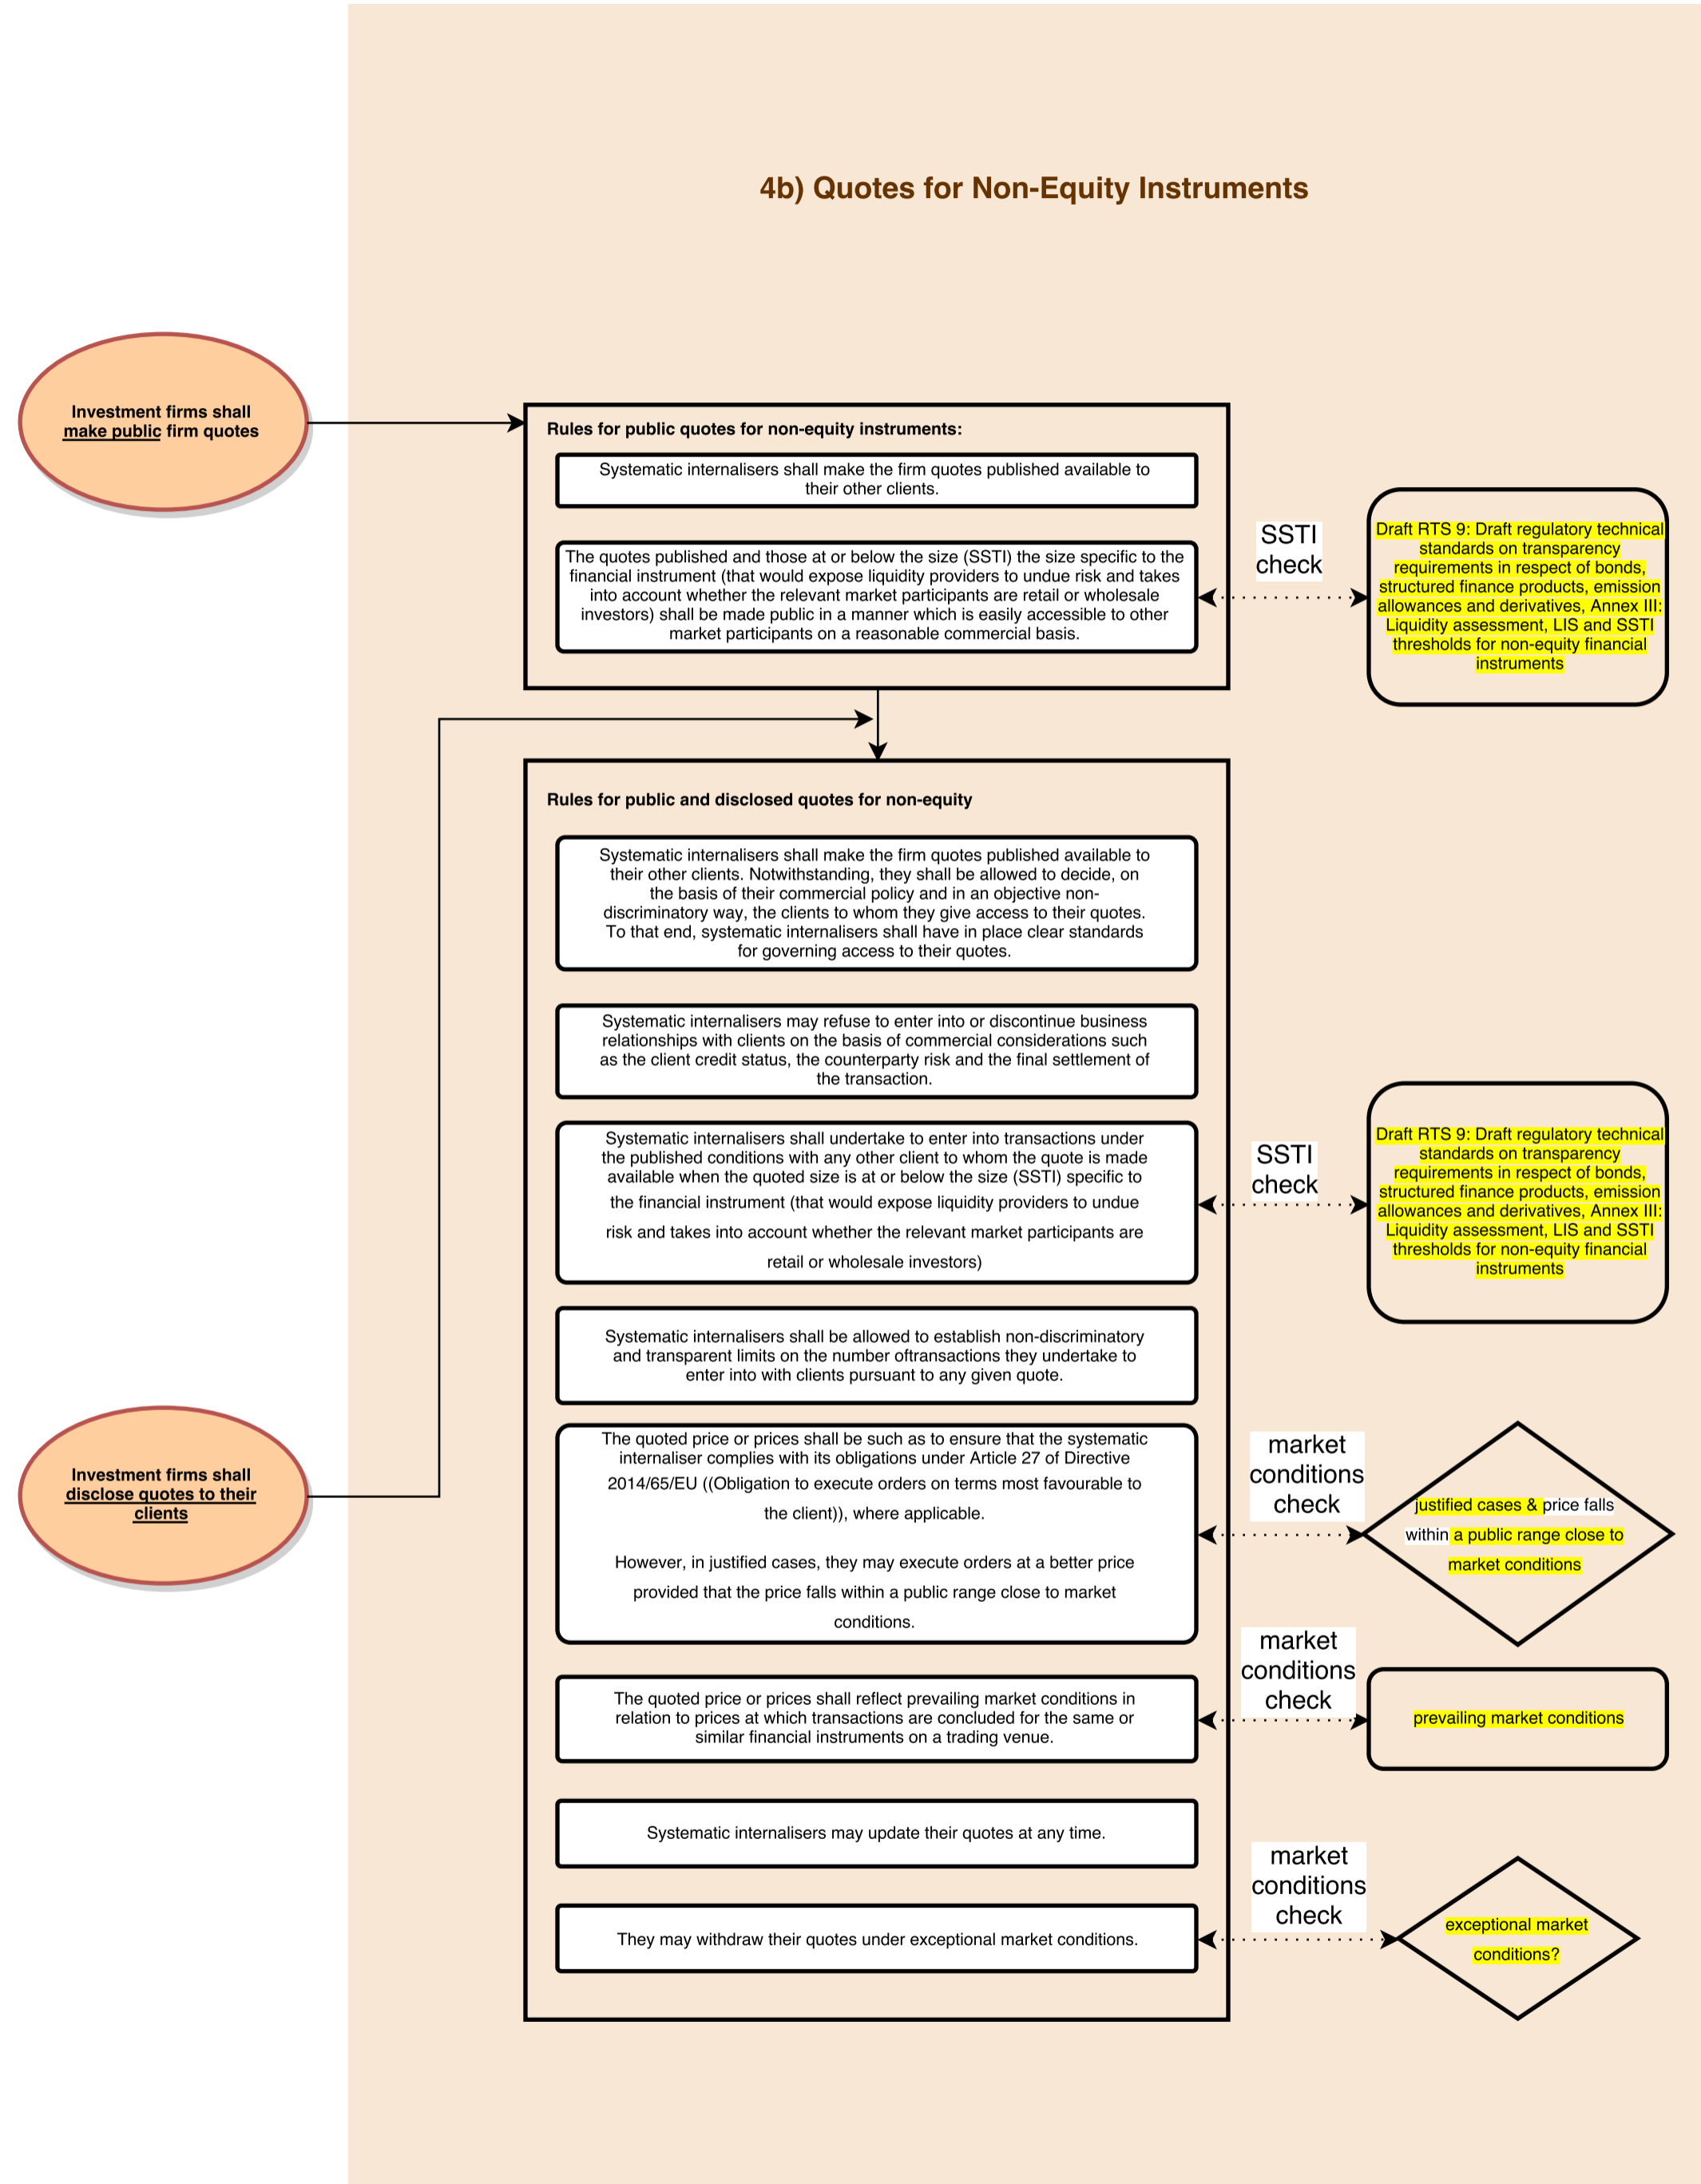 4b) Quotes for Non-Equity Instruments
Investment firms shall
make public firm quotes
Rules for public quotes for non-equity instruments:
Systematic internalisers shall make the firm quotes published available to
their other clients.
The quotes published and those at or below the size (SSTI) the size specific to the
financial instrument (that would expose liquidity providers to undue risk and takes
into account whether the relevant market participants are retail or wholesale
investors) shall be made public in a manner which is easily accessible to other
market participants on a reasonable commercial basis.
SSTI
check
Draft RTS 9: Draft regulatory technical
standards on transparency
requirements in respect of bonds,
structured finance products, emission
allowances and derivatives, Annex III:
Liquidity assessment, LIS and SSTI
thresholds for non-equity financial
instruments
Rules for public and disclosed quotes for non-equity
Systematic internalisers shall make the firm quotes published available to
their other clients. Notwithstanding, they shall be allowed to decide, on
the basis of their commercial policy and in an objective non-
discriminatory way, the clients to whom they give access to their quotes.
To that end, systematic internalisers shall have in place clear standards
for governing access to their quotes.
Systematic internalisers may refuse to enter into or discontinue business
relationships with clients on the basis of commercial considerations such
as the client credit status, the counterparty risk and the final settlement of
the transaction.
Systematic internalisers shall undertake to enter into transactions under
the published conditions with any other client to whom the quote is made
available when the quoted size is at or below the size (SSTI) specific to
the financial instrument (that would expose liquidity providers to undue
risk and takes into account whether the relevant market participants are
retail or wholesale investors)
SSTI
check
Draft RTS 9: Draft regulatory technical
standards on transparency
requirements in respect of bonds,
structured finance products, emission
allowances and derivatives, Annex III:
Liquidity assessment, LIS and SSTI
thresholds for non-equity financial
instruments
Systematic internalisers shall be allowed to establish non-discriminatory
and transparent limits on the number oftransactions they undertake to
enter into with clients pursuant to any given quote.
Investment firms shall
disclose quotes to their
clients
The quoted price or prices shall be such as to ensure that the systematic
internaliser complies with its obligations under Article 27 of Directive
2014/65/EU ((Obligation to execute orders on terms most favourable to
the client)), where applicable.
However, in justified cases, they may execute orders at a better price
provided that the price falls within a public range close to market
conditions.
market
conditions
check
justified cases & price falls
within a public range close to
market conditions
The quoted price or prices shall reflect prevailing market conditions in
relation to prices at which transactions are concluded for the same or
similar financial instruments on a trading venue.
market
conditions
check
prevailing market conditions
Systematic internalisers may update their quotes at any time.
They may withdraw their quotes under exceptional market conditions.
market
conditions
check
exceptional market
conditions?